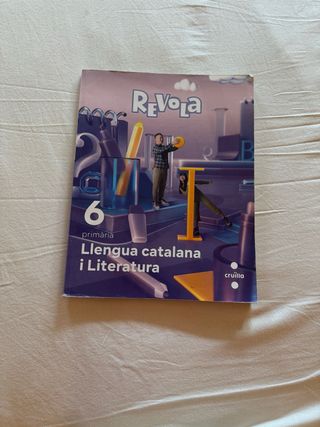 REVOLA
6
primària
Llengua catalana
i Literatura
cruïlla